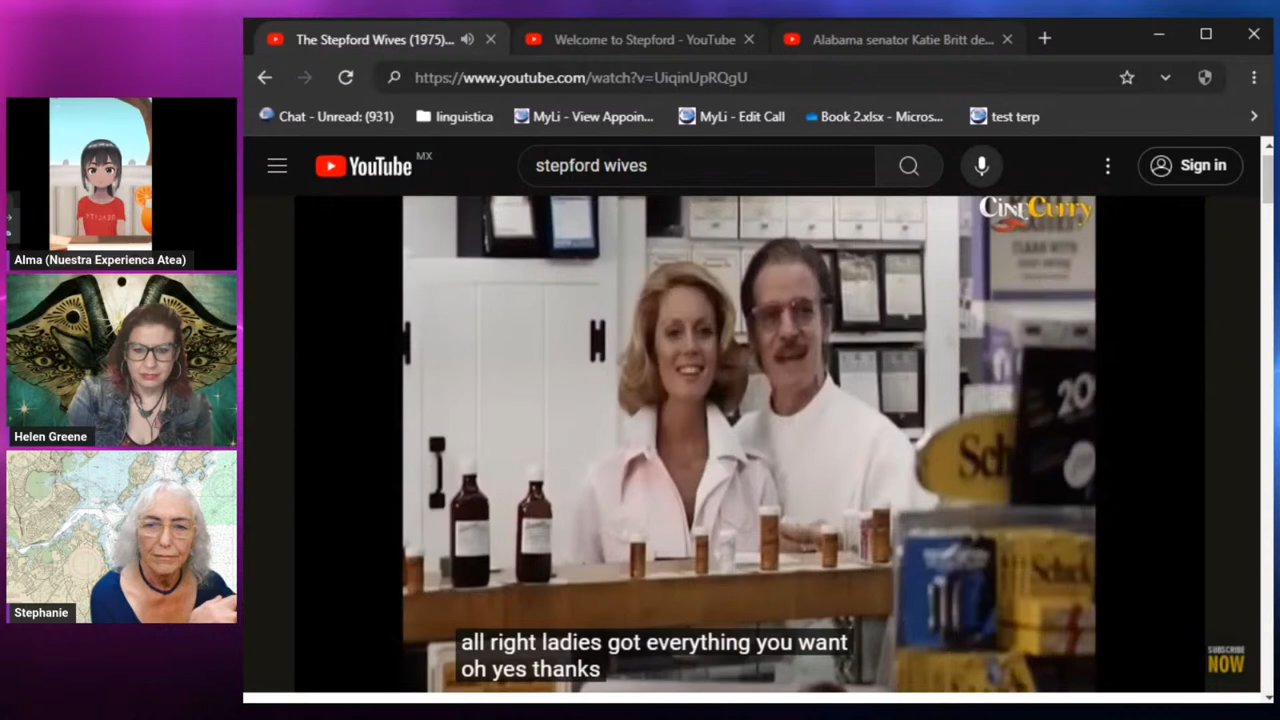 The Stepford Wives (1975)...
Welcome to Stepford - YouTube
Alabama senator Katie Britt de...
https://www.youtube.com/watch?v=UiqinUpRQgU
Chat - Unread: (931)
linguistica
MyLi - View Appoin...
MyLi - Edit Call
Book 2.xlsx - Micros...
test terp
YouTube MX
stepford wives
Sign in
CineCurry
Sch
20
Schick
all right ladies got everything you want
oh yes thanks
SUBSCRIBE
NOW
Alma (Nuestra Experienca Atea)
Helen Greene
Stephanie